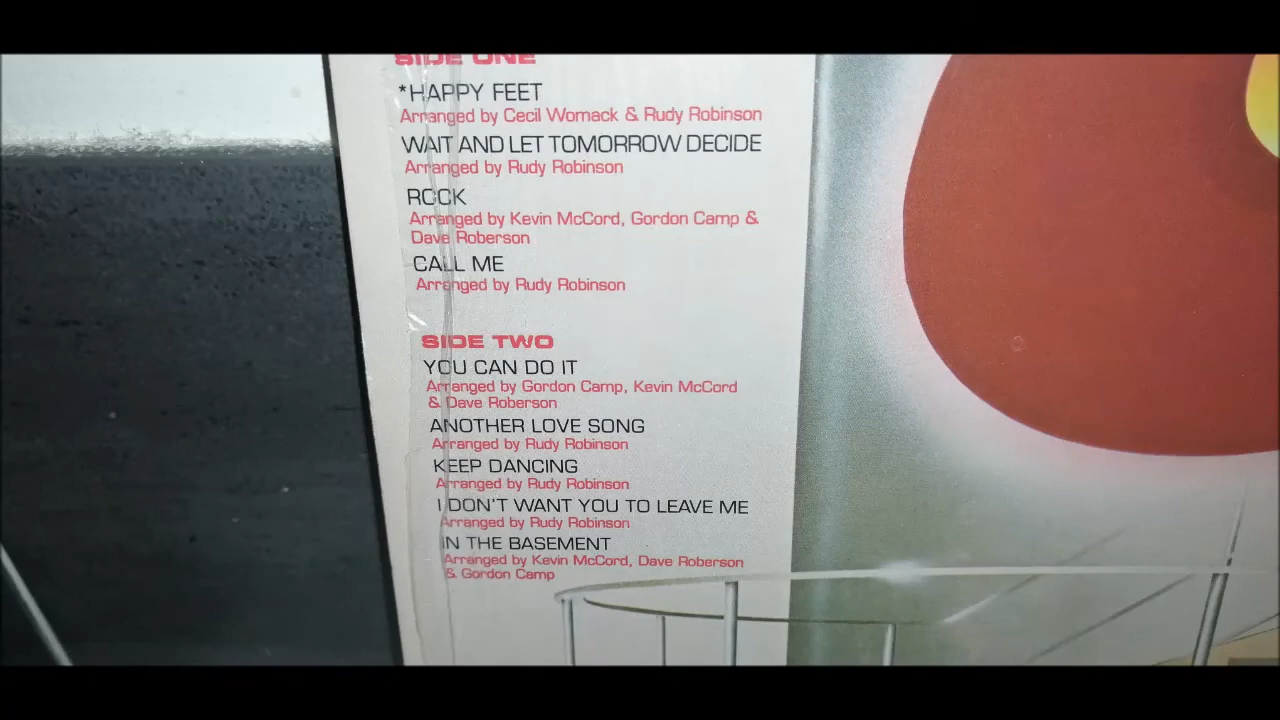 SIDE ONE
*HAPPY FEET
Arranged by Cecil Womack & Rudy Robinson
WAIT AND LET TOMORROW DECIDE
Arranged by Rudy Robinson
ROCK
Arranged by Kevin McCord, Gordon Camp &
Dave Roberson
CALL ME
Arranged by Rudy Robinson
SIDE TWO
YOU CAN DO IT
Arranged by Gordon Camp, Kevin McCord
& Dave Roberson
ANOTHER LOVE SONG
Arranged by Rudy Robinson
KEEP DANCING
Arranged by Rudy Robinson
I DON'T WANT YOU TO LEAVE ME
Arranged by Rudy Robinson
IN THE BASEMENT
Arranged by Kevin McCord, Dave Roberson
& Gordon Camp